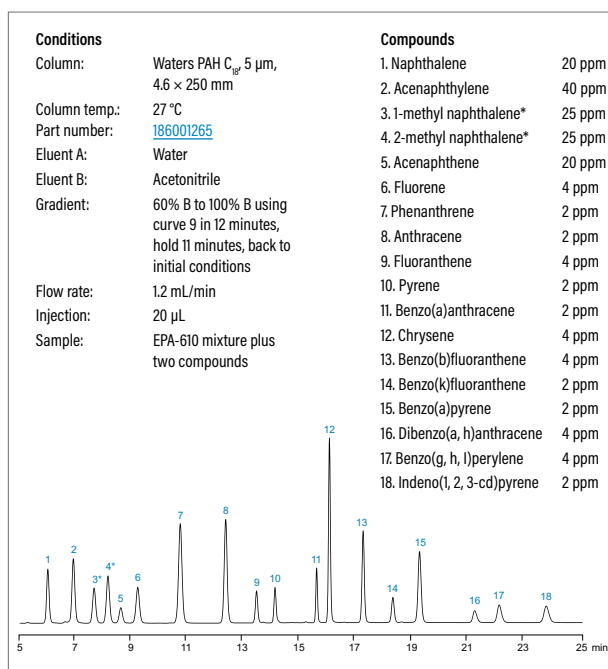 Conditions
Column: Waters PAH C18, 5 µm,
4.6 × 250 mm
Column temp.: 27 °C
Part number: 186001265
Eluent A: Water
Eluent B: Acetonitrile
Gradient: 60% B to 100% B using
curve 9 in 12 minutes,
hold 11 minutes, back to
initial conditions
Flow rate: 1.2 mL/min
Injection: 20 µL
Sample: EPA-610 mixture plus
two compounds
Compounds
1. Naphthalene 20 ppm
2. Acenaphthylene 40 ppm
3. 1-methyl naphthalene* 25 ppm
4. 2-methyl naphthalene* 25 ppm
5. Acenaphthene 20 ppm
6. Fluorene 4 ppm
7. Phenanthrene 2 ppm
8. Anthracene 2 ppm
9. Fluoranthene 4 ppm
10. Pyrene 2 ppm
11. Benzo(a)anthracene 2 ppm
12. Chrysene 4 ppm
13. Benzo(b)fluoranthene 4 ppm
14. Benzo(k)fluoranthene 2 ppm
15. Benzo(a)pyrene 2 ppm
16. Dibenzo(a, h)anthracene 4 ppm
17. Benzo(g, h, I)perylene 4 ppm
18. Indeno(1, 2, 3-cd)pyrene 2 ppm
1 2 3* 4* 5 6 7 8 9 10 11 12 13 14 15 16 17 18
5 7 9 11 13 15 17 19 21 23 25 min